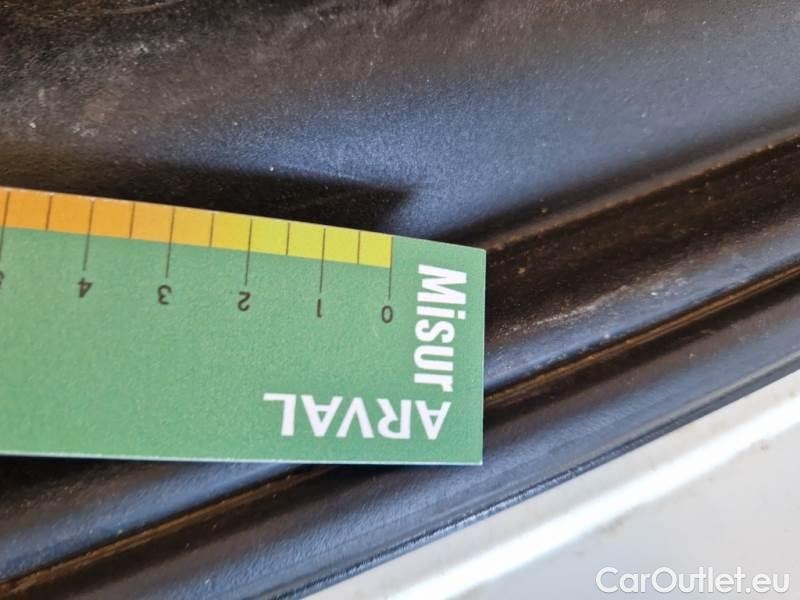 0 1 2 3 4
Misur
ARVAL
CarOutlet.eu